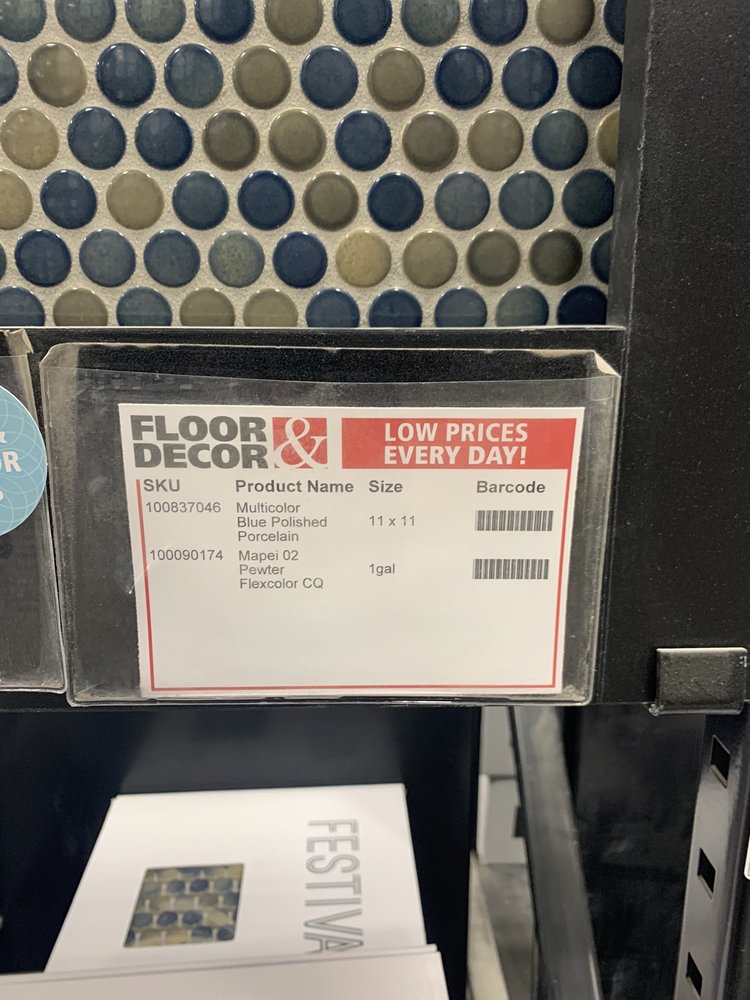 FLOOR & DECOR
LOW PRICES
EVERY DAY!
SKU Product Name Size Barcode
100837046 Multicolor
Blue Polished 11 x 11
Porcelain
100090174 Mapei 02
Pewter 1gal
Flexcolor CQ
FESTIVA